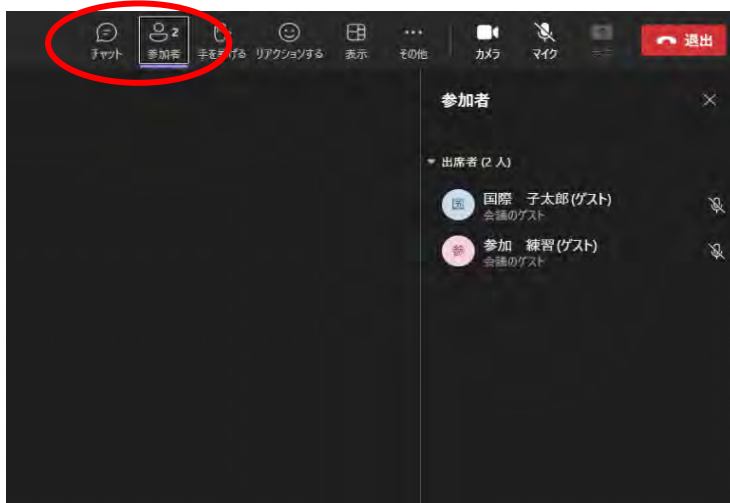 2
チャット 参加者 手を挙げる リアクションする 表示 その他 カメラ マイク 退出
参加者
出席者 (2 人)
国際 子太郎(ゲスト)
会議のゲスト
参 参加 練習(ゲスト)
会議のゲスト